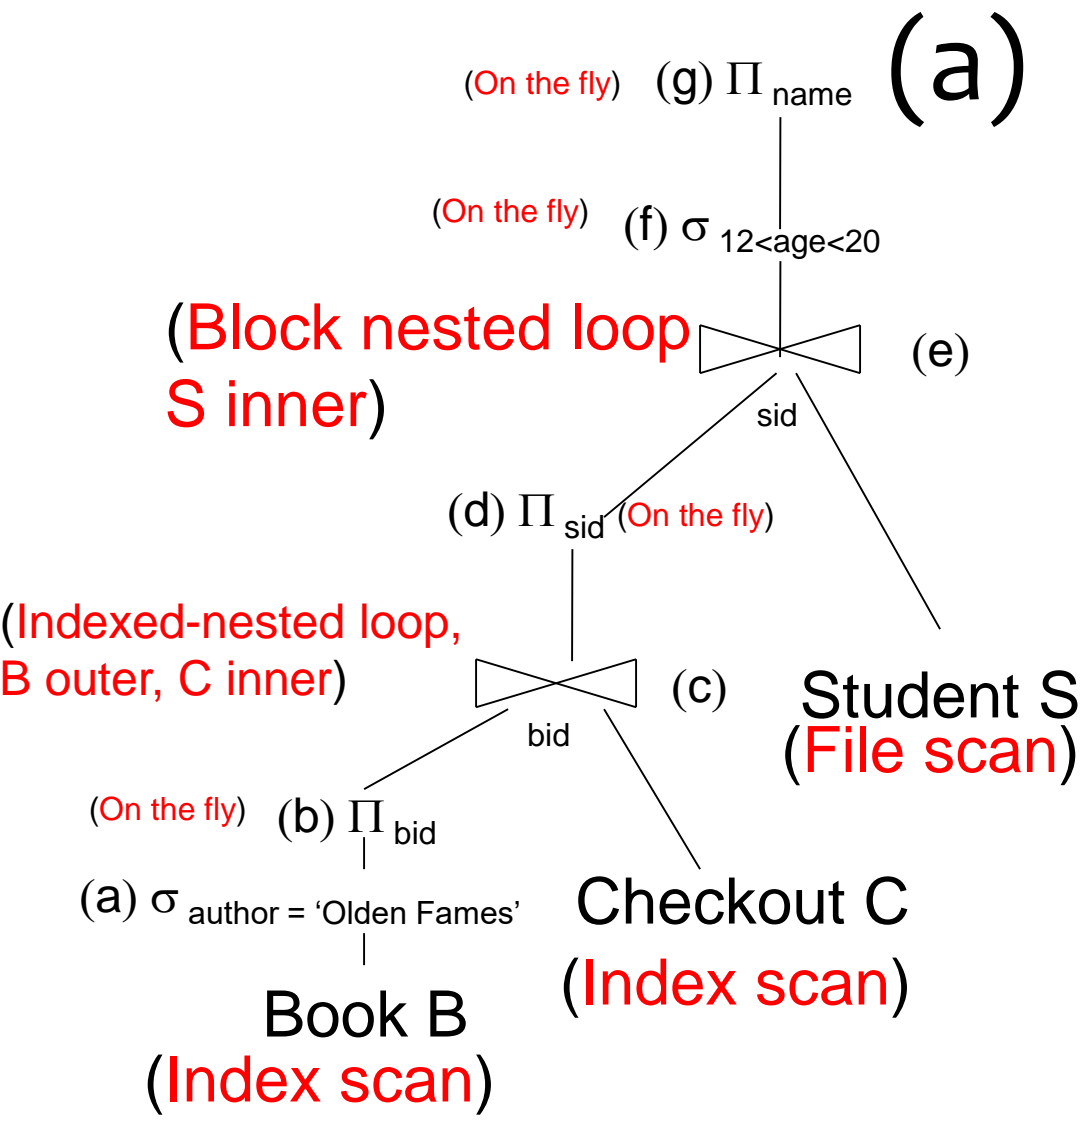 (a)
(On the fly) (g) Π name
(On the fly) (f) σ 12<age<20
(Block nested loop
S inner)
(e)
sid
(d) Π sid (On the fly)
(Indexed-nested loop,
B outer, C inner)
(c)
bid
Student S
(File scan)
(On the fly) (b) Π bid
(a) σ author = ‘Olden Fames’
Checkout C
(Index scan)
Book B
(Index scan)